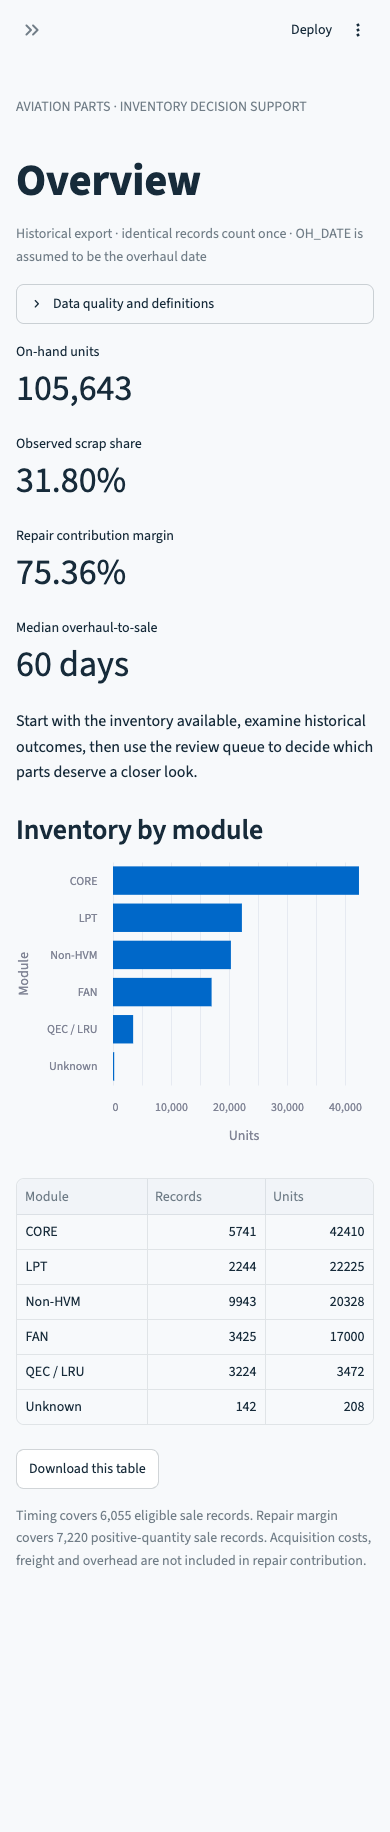 Deploy
AVIATION PARTS · INVENTORY DECISION SUPPORT
Overview
Historical export · identical records count once · OH_DATE is
assumed to be the overhaul date
Data quality and definitions
On-hand units
105,643
Observed scrap share
31.80%
Repair contribution margin
75.36%
Median overhaul-to-sale
60 days
Start with the inventory available, examine historical
outcomes, then use the review queue to decide which
parts deserve a closer look.
Inventory by module
Module
CORE
LPT
Non-HVM
FAN
QEC / LRU
Unknown
0 10,000 20,000 30,000 40,000
Units
Module Records Units
CORE 5741 42410
LPT 2244 22225
Non-HVM 9943 20328
FAN 3425 17000
QEC / LRU 3224 3472
Unknown 142 208
Download this table
Timing covers 6,055 eligible sale records. Repair margin
covers 7,220 positive-quantity sale records. Acquisition costs,
freight and overhead are not included in repair contribution.